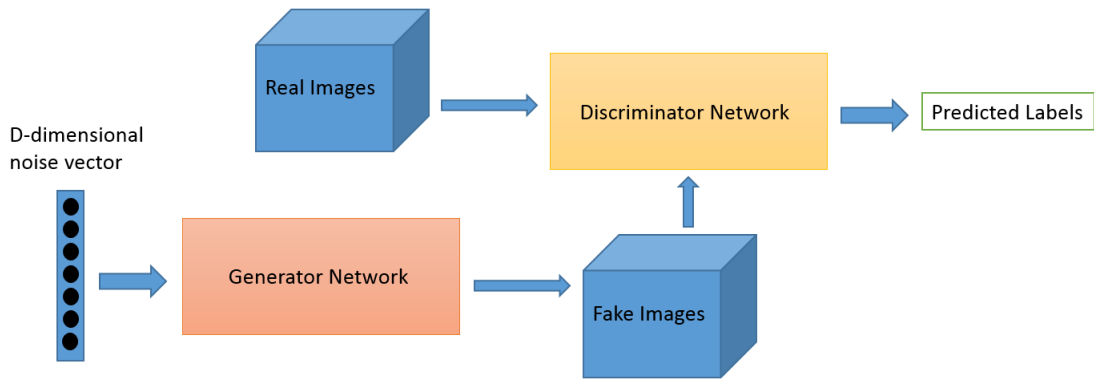 Real Images
Discriminator Network
Predicted Labels
D-dimensional
noise vector
Generator Network
Fake Images